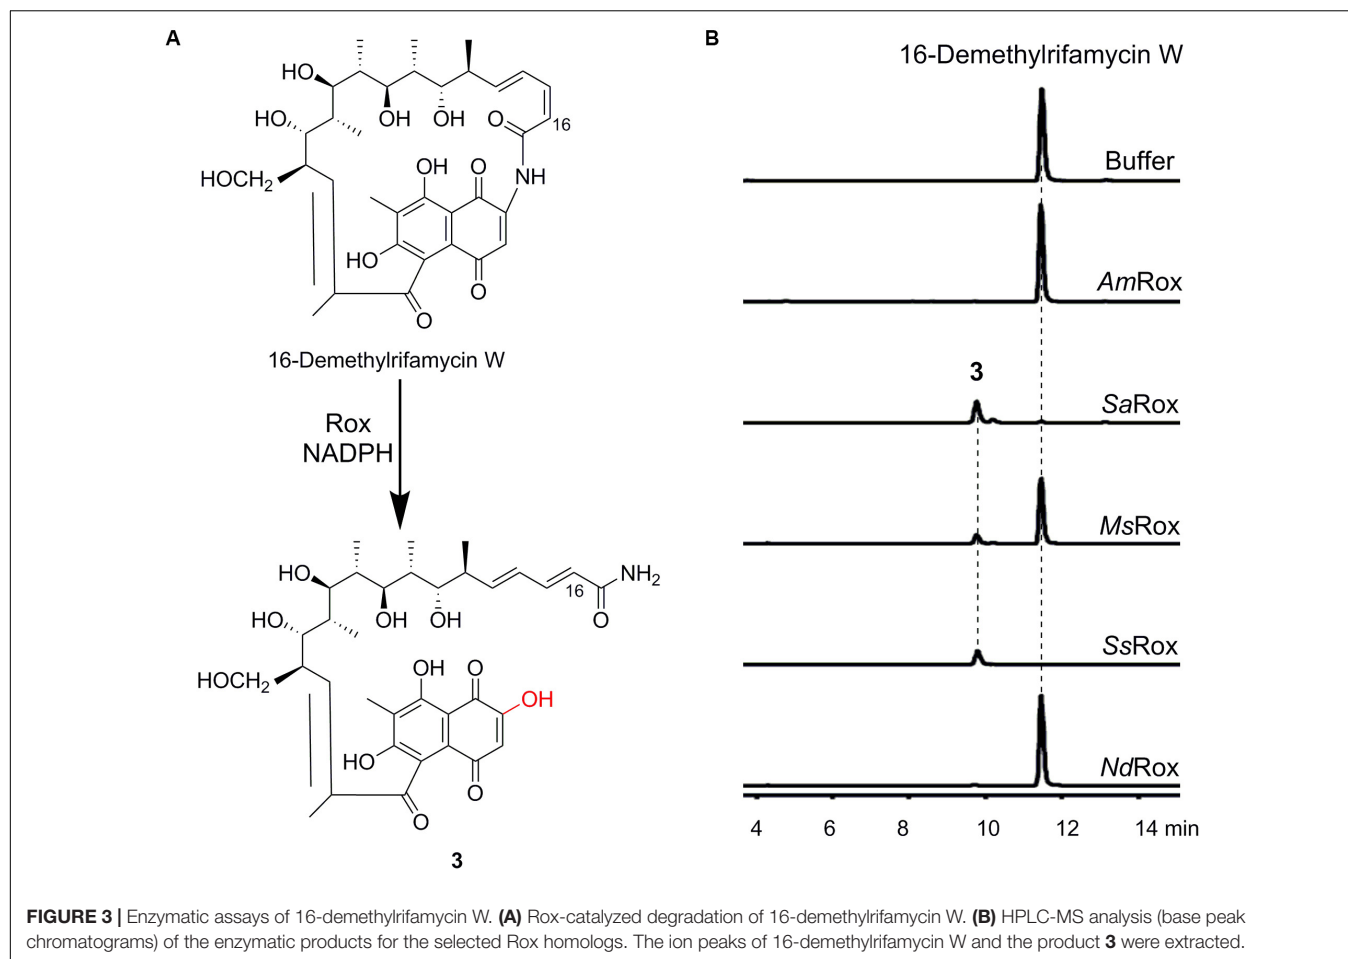 A
HO
HO
OH
OH
HOCH2
O
16
NH
OH
O
HO
O
O
16-Demethylrifamycin W
Rox
NADPH
HO
HO
OH
OH
16
NH2
O
HOCH2
OH
O
OH
HO
O
O
3
B
16-Demethylrifamycin W
Buffer
AmRox
3
SaRox
MsRox
SsRox
NdRox
4 6 8 10 12 14 min
FIGURE 3 | Enzymatic assays of 16-demethylrifamycin W. (A) Rox-catalyzed degradation of 16-demethylrifamycin W. (B) HPLC-MS analysis (base peak
chromatograms) of the enzymatic products for the selected Rox homologs. The ion peaks of 16-demethylrifamycin W and the product 3 were extracted.